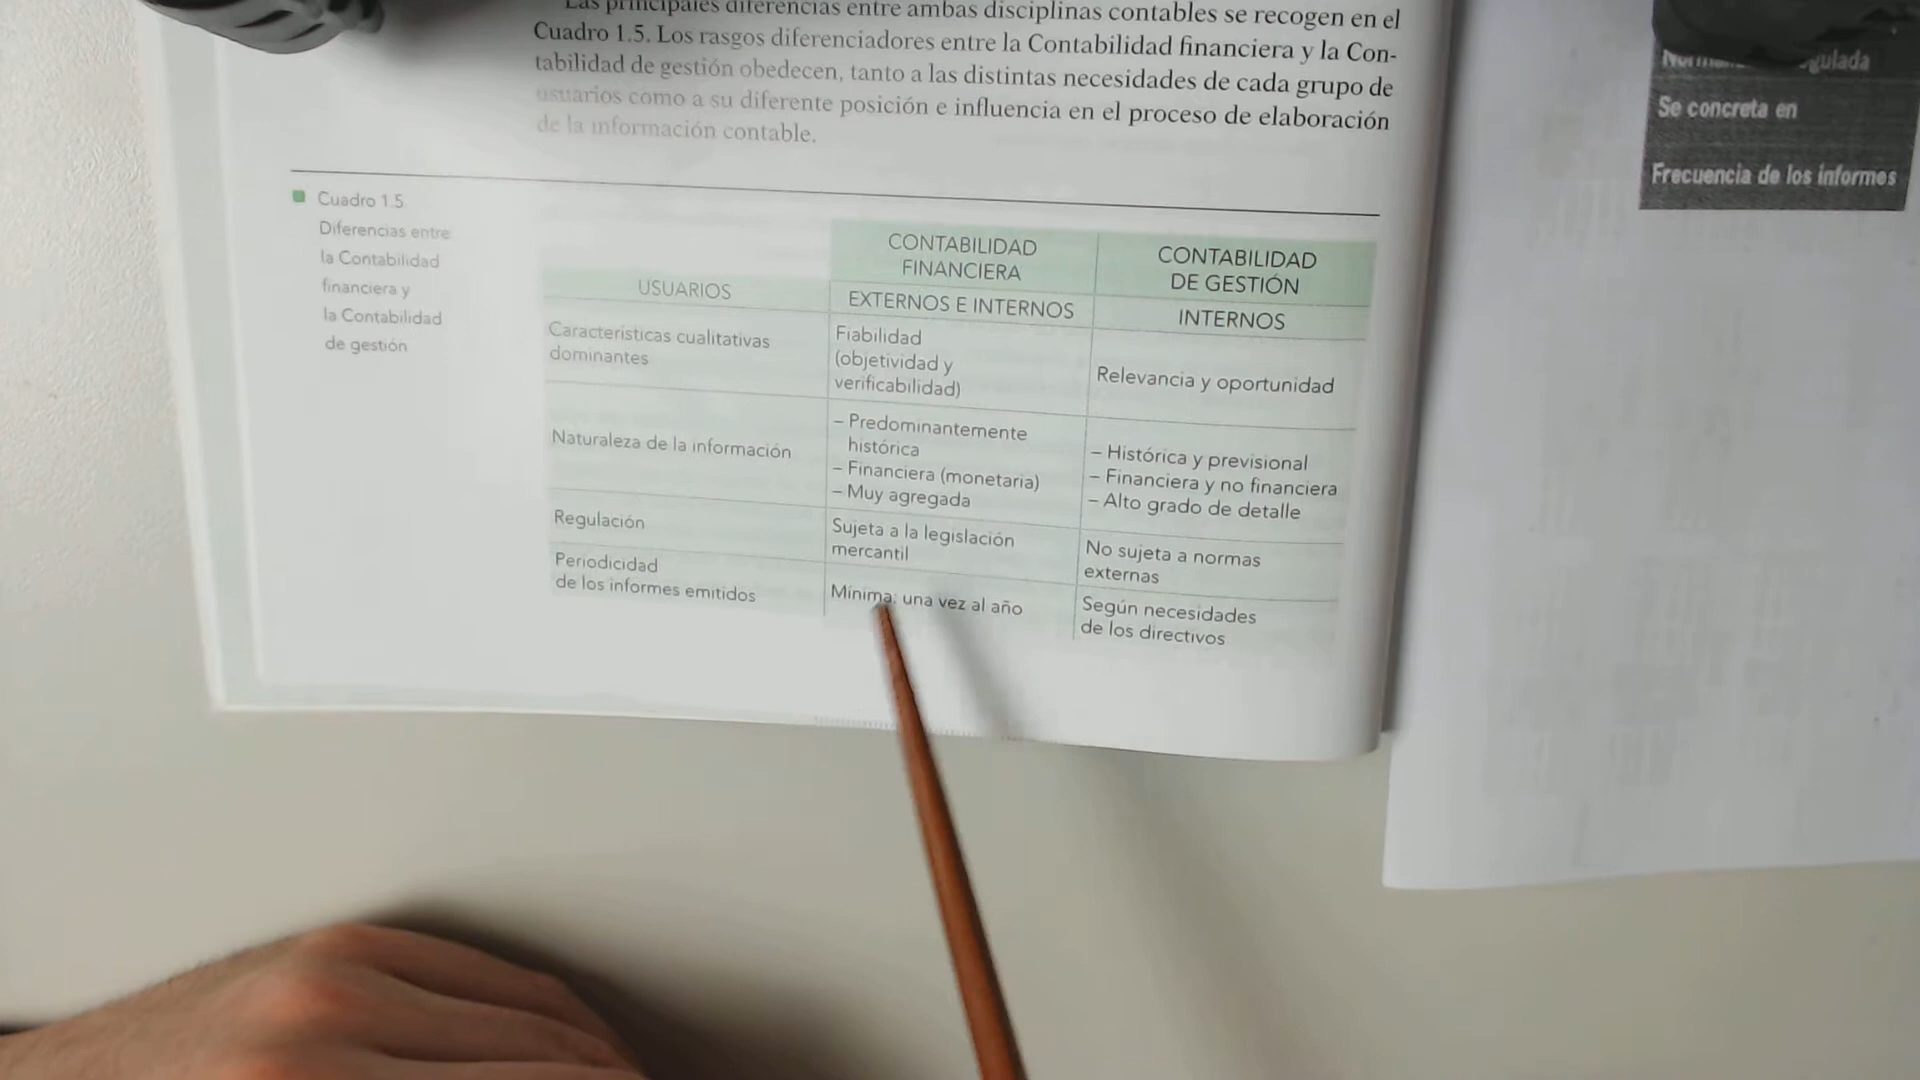 Las principales diferencias entre ambas disciplinas contables se recogen en el
Cuadro 1.5. Los rasgos diferenciadores entre la Contabilidad financiera y la Con-
tabilidad de gestión obedecen, tanto a las distintas necesidades de cada grupo de
usuarios como a su diferente posición e influencia en el proceso de elaboración
de la información contable.
Cuadro 1.5
Diferencias entre
la Contabilidad
financiera y
la Contabilidad
de gestión
CONTABILIDAD
FINANCIERA
CONTABILIDAD
DE GESTIÓN
USUARIOS
EXTERNOS E INTERNOS
INTERNOS
Características cualitativas
dominantes
Fiabilidad
(objetividad y
verificabilidad)
Relevancia y oportunidad
Naturaleza de la información
– Predominantemente
histórica
– Financiera (monetaria)
– Muy agregada
– Histórica y previsional
– Financiera y no financiera
– Alto grado de detalle
Regulación
Sujeta a la legislación
mercantil
No sujeta a normas
externas
Periodicidad
de los informes emitidos
Mínima: una vez al año
Según necesidades
de los directivos
Se concreta en
Frecuencia de los informes